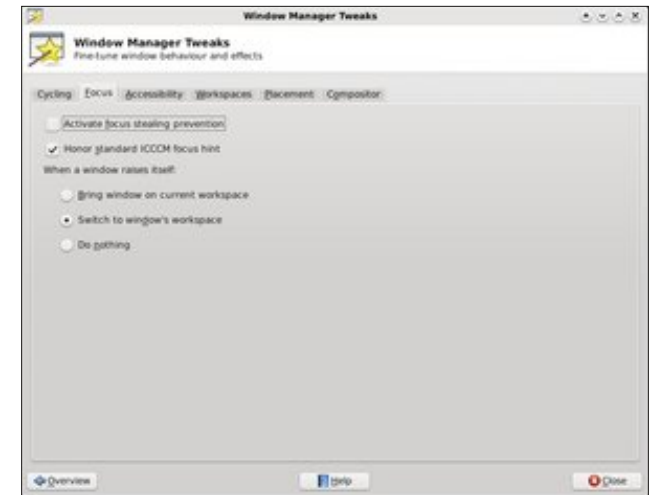 Window Manager Tweaks
Window Manager Tweaks
Fine-tune window behaviour and effects
Cycling Focus Accessibility Workspaces Placement Compositor
Activate focus stealing prevention
Honor standard ICCCM focus hint
When a window raises itself:
Bring window on current workspace
Switch to window's workspace
Do nothing
Overview Help Close